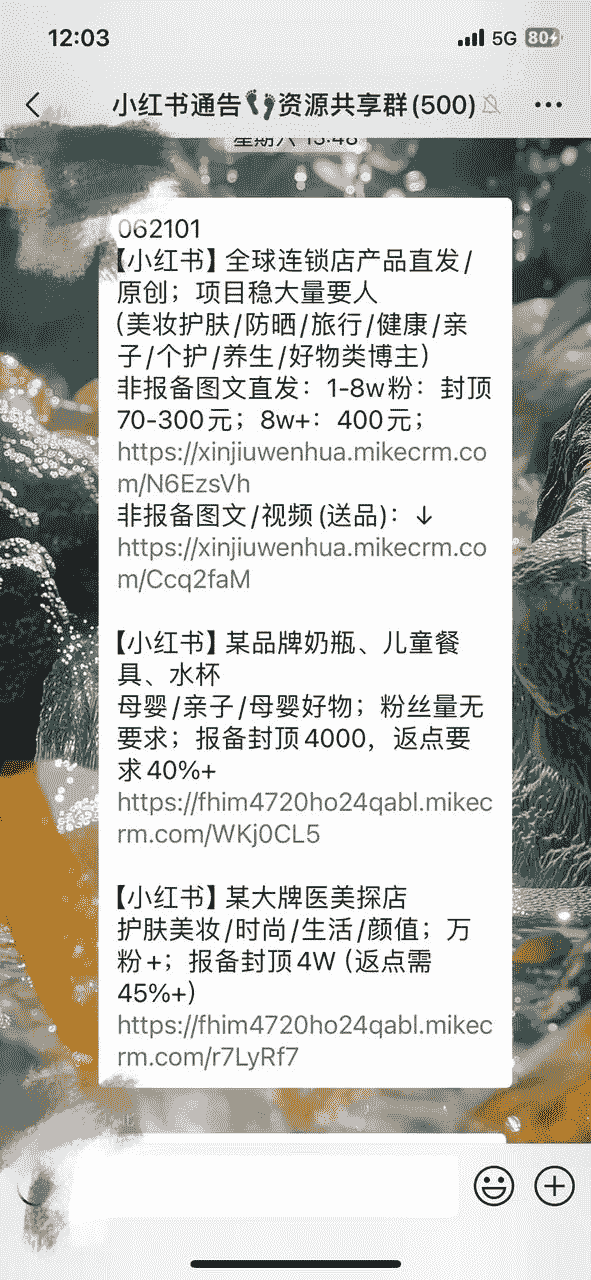 12:03
5G
80
小红书通告👣资源共享群(500)
星期六 13:48
062101
【小红书】全球连锁店产品直发/
原创；项目稳大量要人
（美妆护肤/防晒/旅行/健康/亲
子/个护/养生/好物类博主）
非报备图文直发：1-8w粉：封顶
70-300元；8w+：400元；
https://xinjiuwenhua.mikecrm.co
m/N6EzsVh
非报备图文/视频 (送品)：↓
https://xinjiuwenhua.mikecrm.co
m/Ccq2faM
【小红书】某品牌奶瓶、儿童餐
具、水杯
母婴/亲子/母婴好物；粉丝量无
要求；报备封顶4000，返点要
求40%+
https://fhim4720ho24qabl.mikec
rm.com/WKj0CL5
【小红书】某大牌医美探店
护肤美妆/时尚/生活/颜值；万
粉+；报备封顶4W（返点需
45%+）
https://fhim4720ho24qabl.mikec
rm.com/r7LyRf7